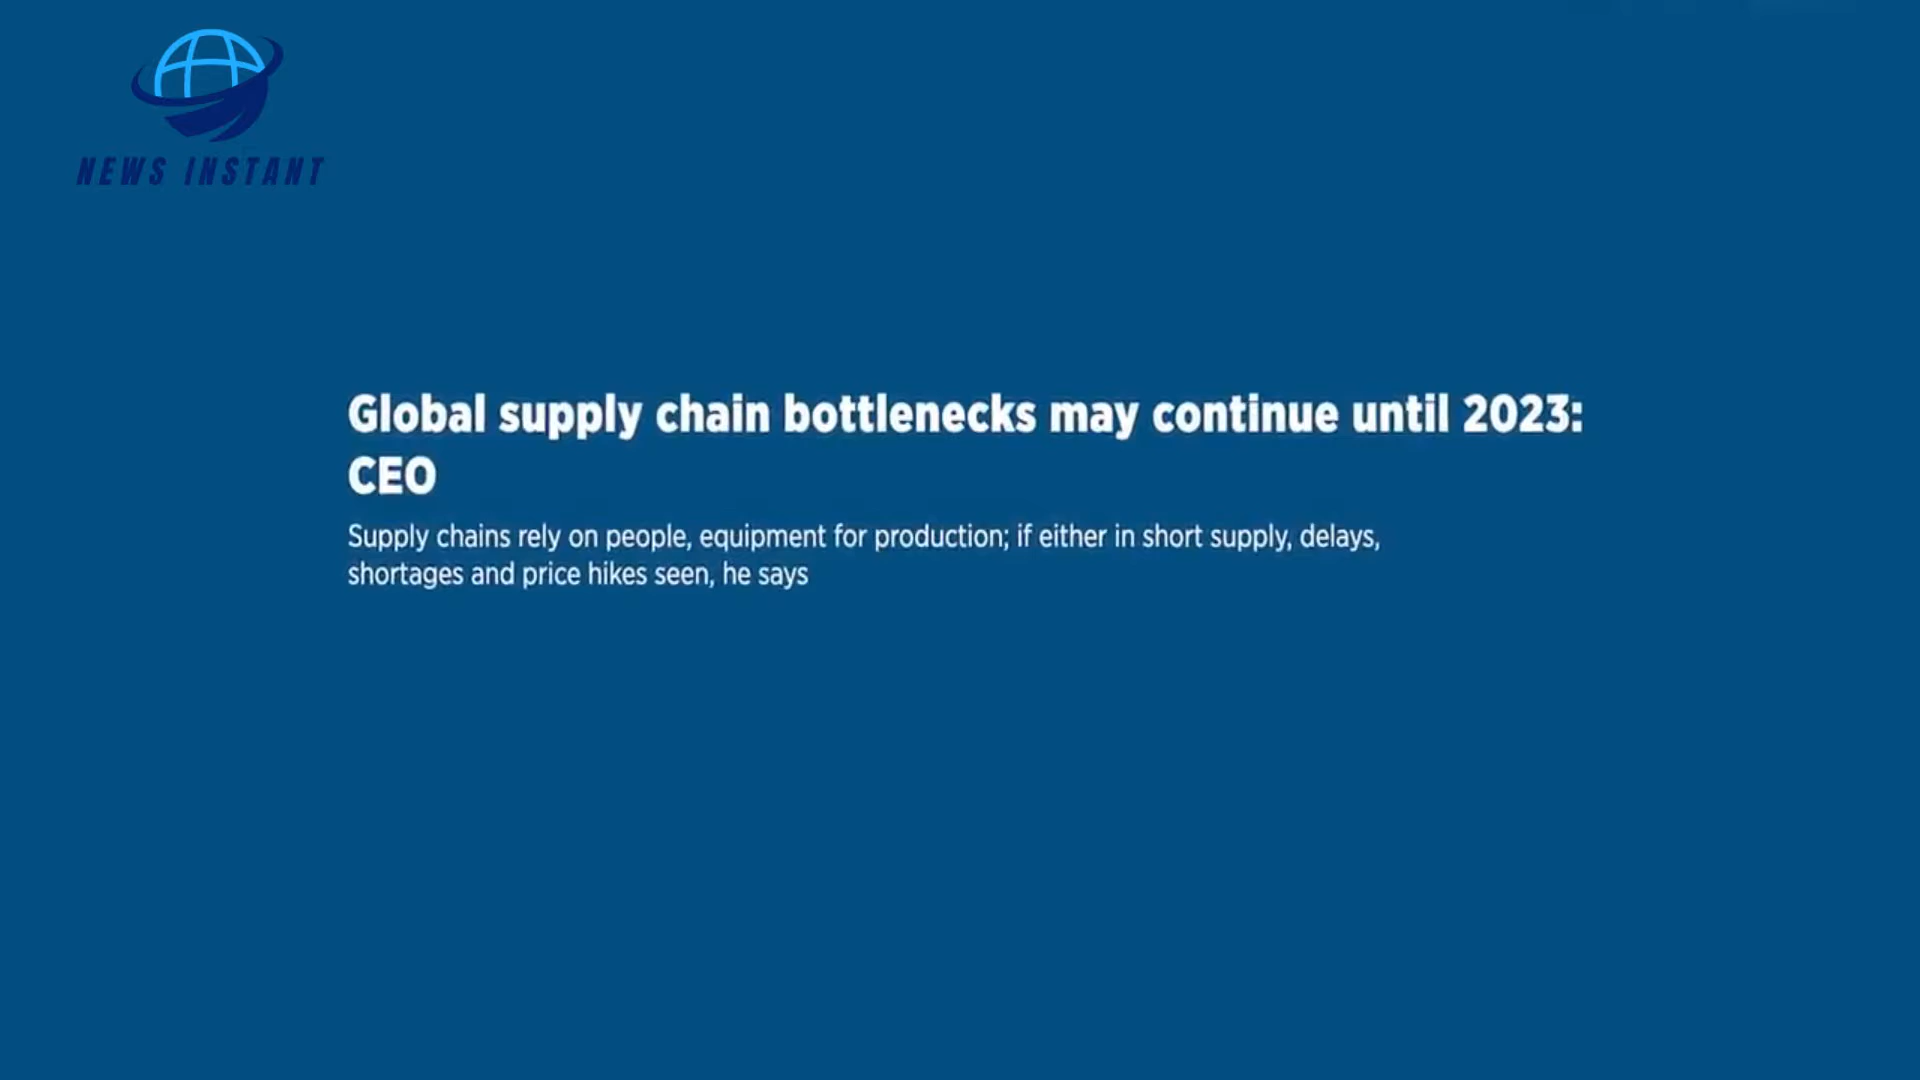 NEWS INSTANT
Global supply chain bottlenecks may continue until 2023:
CEO
Supply chains rely on people, equipment for production; if either in short supply, delays,
shortages and price hikes seen, he says